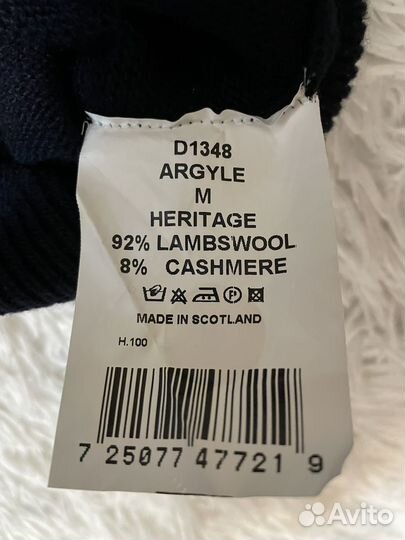 D1348
ARGYLE
M
HERITAGE
92% LAMBSWOOL
8% CASHMERE
MADE IN SCOTLAND
H.100
7 25077 47721 9
Avito